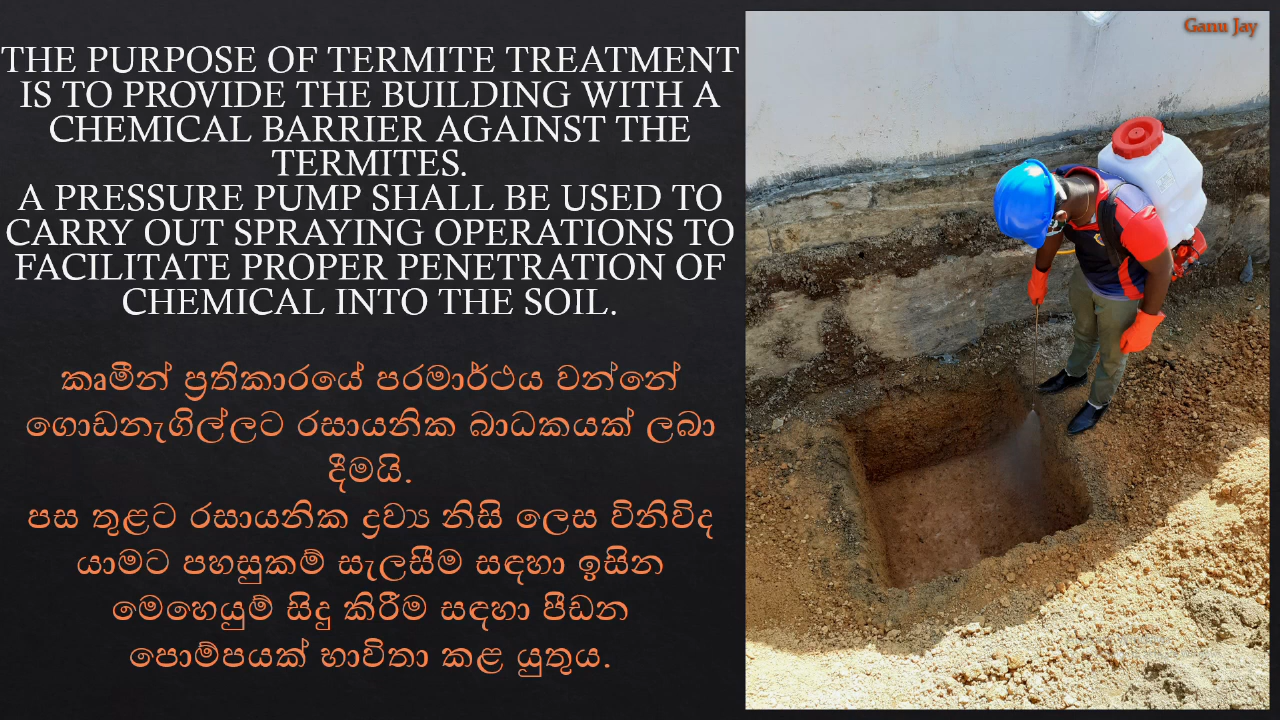 THE PURPOSE OF TERMITE TREATMENT
IS TO PROVIDE THE BUILDING WITH A
CHEMICAL BARRIER AGAINST THE
TERMITES.
A PRESSURE PUMP SHALL BE USED TO
CARRY OUT SPRAYING OPERATIONS TO
FACILITATE PROPER PENETRATION OF
CHEMICAL INTO THE SOIL.
කෘමීන් ප්‍රතිකාරයේ පරමාර්ථය වන්නේ
ගොඩනැගිල්ලට රසායනික බාධකයක් ලබා
දීමයි.
පස තුළට රසායනික ද්‍රව්‍ය නිසි ලෙස විනිවිද
යාමට පහසුකම් සැලසීම සඳහා ඉසින
මෙහෙයුම් සිදු කිරීම සඳහා පීඩන
පොම්පයක් භාවිතා කළ යුතුය.
Ganu Jay